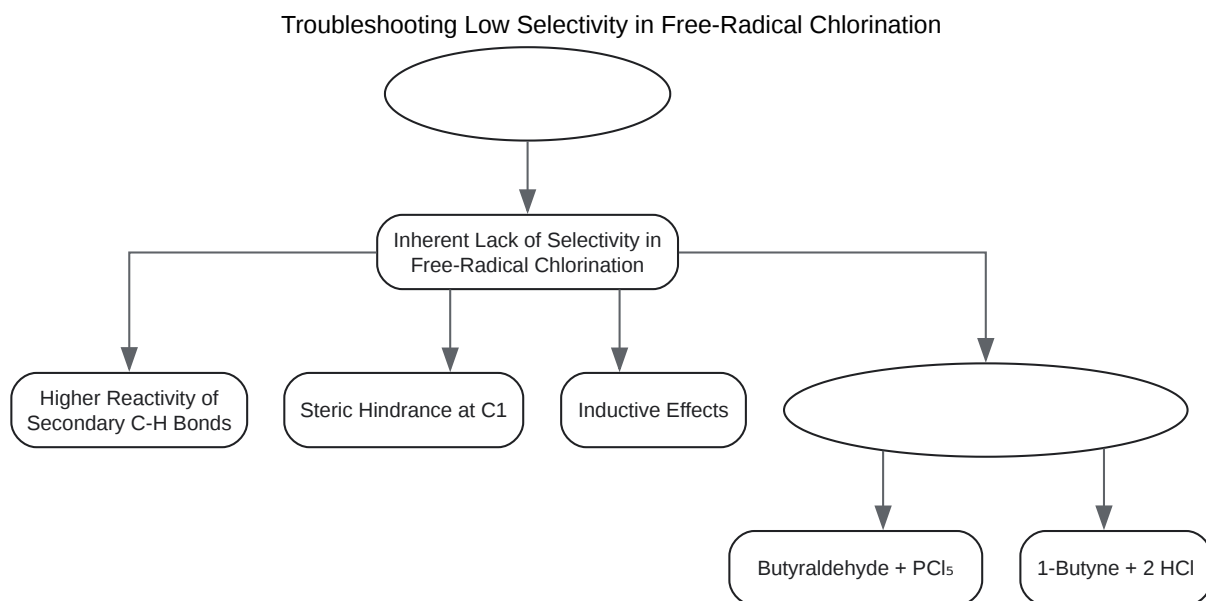 Troubleshooting Low Selectivity in Free-Radical Chlorination
Inherent Lack of Selectivity in
Free-Radical Chlorination
Higher Reactivity of
Secondary C-H Bonds
Steric Hindrance at C1
Inductive Effects
Butyraldehyde + PCl₅
1-Butyne + 2 HCl